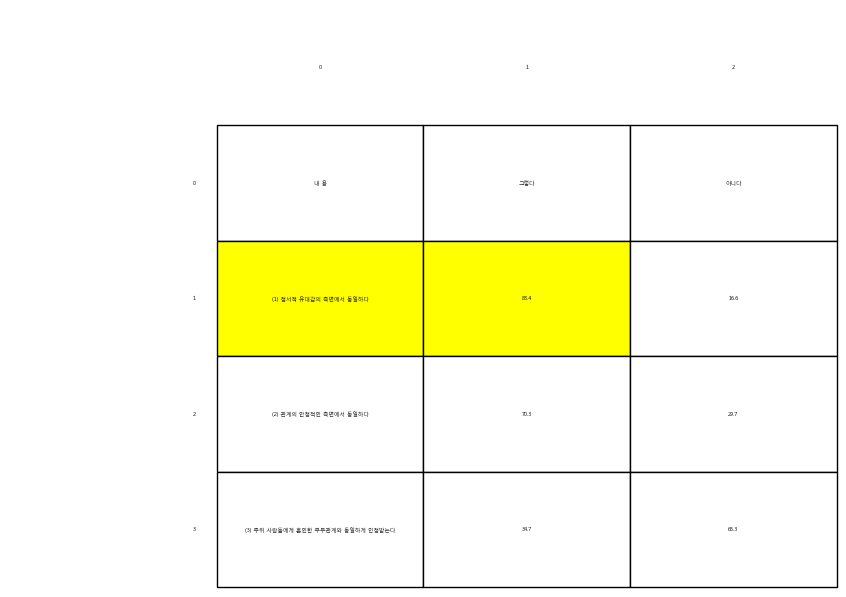 0 1 2
0 내 용 그렇다 아니다
1 (1) 정서적 유대감의 측면에서 동일하다 83.4 16.6
2 (2) 관계의 안정적인 측면에서 동일하다 70.3 29.7
3 (3) 주위 사람들에게 혼인한 부부관계와 동일하게 인정받는다 34.7 65.3